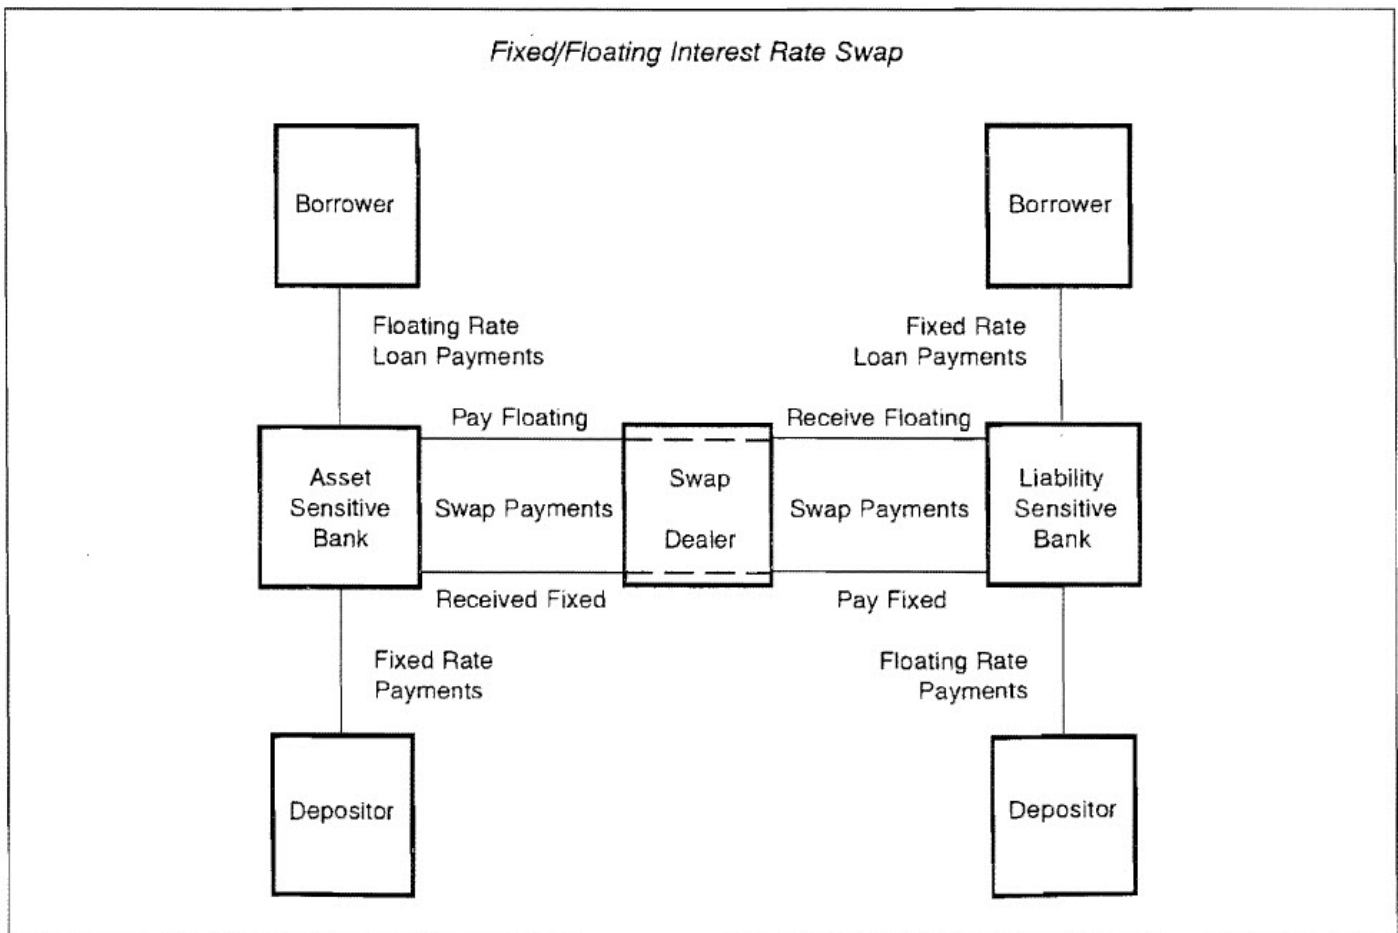 Fixed/Floating Interest Rate Swap
Borrower
Borrower
Floating Rate
Loan Payments
Fixed Rate
Loan Payments
Pay Floating
Receive Floating
Asset
Sensitive
Bank
Swap Payments
Swap
Dealer
Swap Payments
Liability
Sensitive
Bank
Received Fixed
Pay Fixed
Fixed Rate
Payments
Floating Rate
Payments
Depositor
Depositor